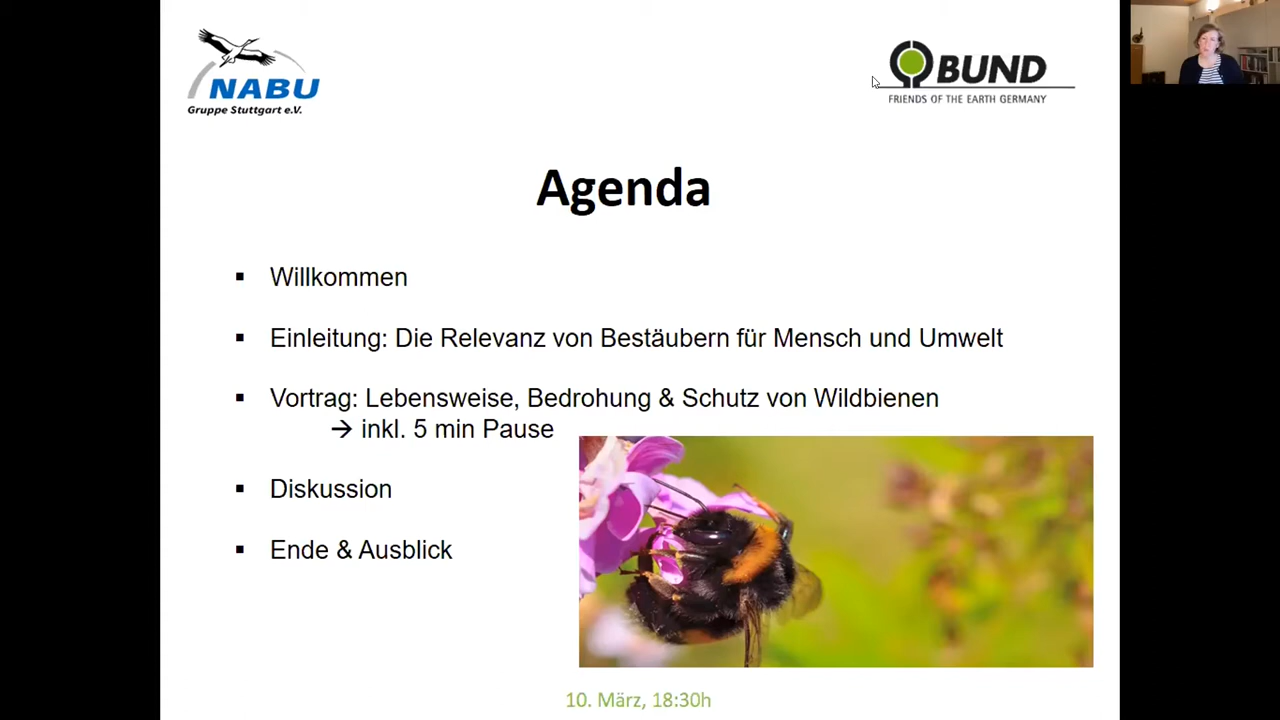 NABU
Gruppe Stuttgart e.V.
BUND
FRIENDS OF THE EARTH GERMANY
Agenda
▪ Willkommen
▪ Einleitung: Die Relevanz von Bestäubern für Mensch und Umwelt
▪ Vortrag: Lebensweise, Bedrohung & Schutz von Wildbienen
→ inkl. 5 min Pause
▪ Diskussion
▪ Ende & Ausblick
10. März, 18:30h